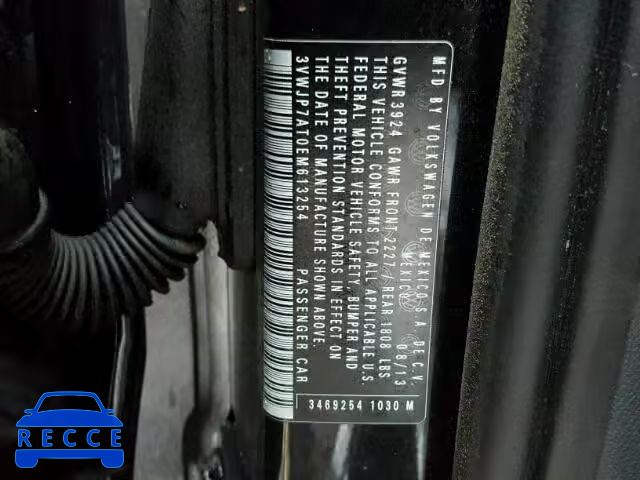 MFD BY VOLKSWAGEN DE MEXICO S.A. DE C.V.
MEXICO 08/13
GVWR 3924 GAWR FRONT 2227 / REAR 1808 LBS
THIS VEHICLE CONFORMS TO ALL APPLICABLE U.S.
FEDERAL MOTOR VEHICLE SAFETY, BUMPER AND
THEFT PREVENTION STANDARDS IN EFFECT ON
THE DATE OF MANUFACTURE SHOWN ABOVE.
3VWJP7AT0EM613254 PASSENGER CAR
3469254 1030 M
RECCE